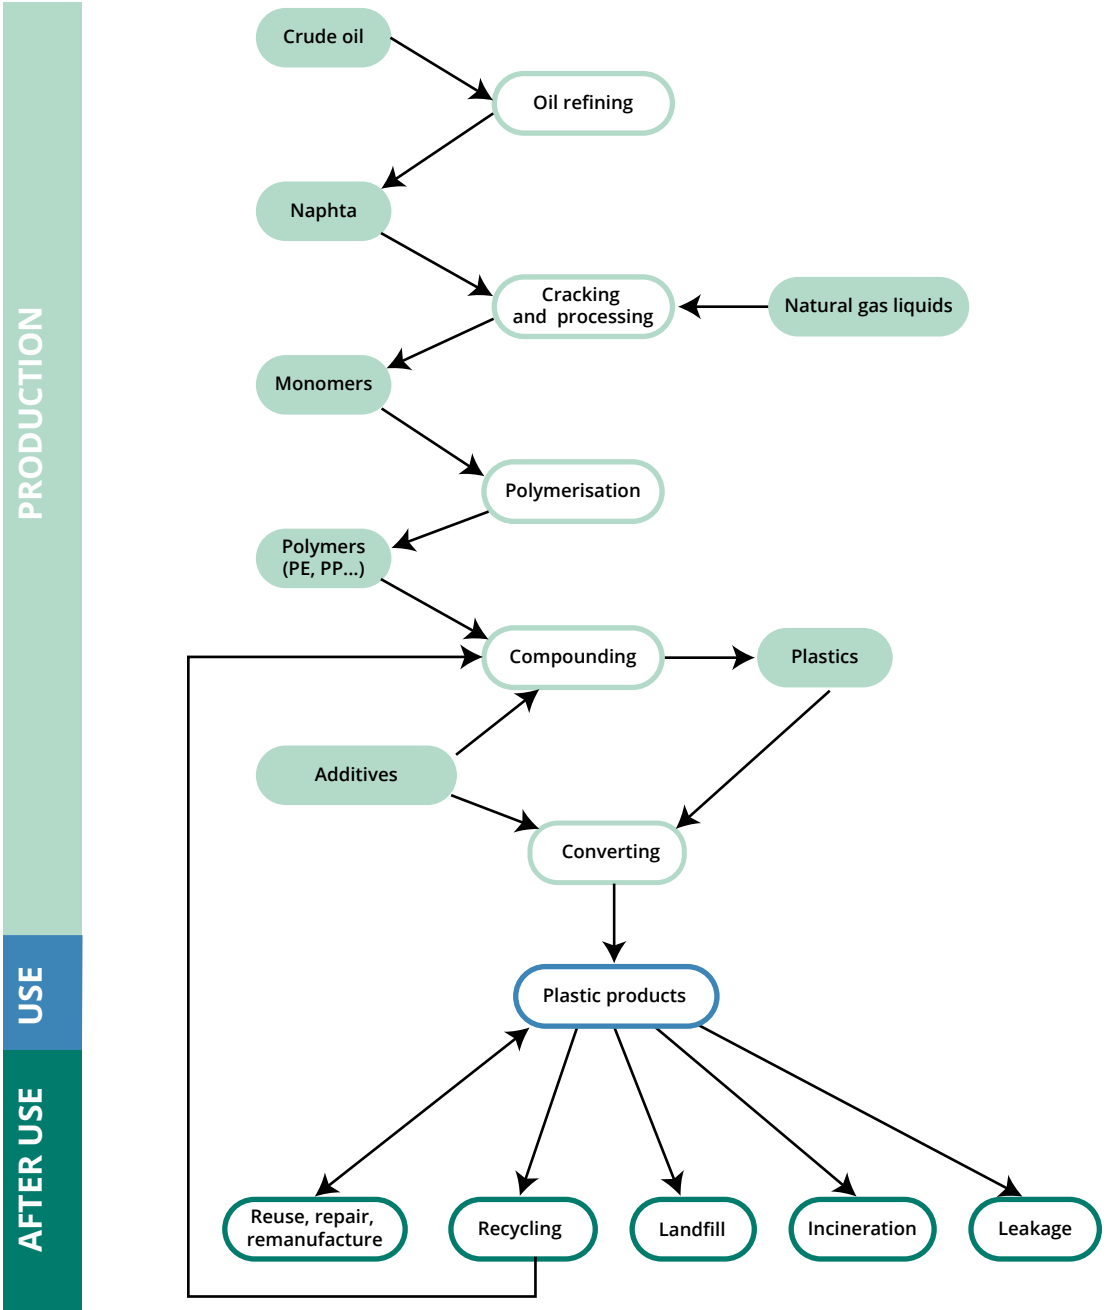 PRODUCTION
Crude oil
Oil refining
Naphta
Cracking
and processing
Natural gas liquids
Monomers
Polymerisation
Polymers
(PE, PP...)
Compounding
Plastics
Additives
Converting
USE
Plastic products
AFTER USE
Reuse, repair,
remanufacture
Recycling
Landfill
Incineration
Leakage